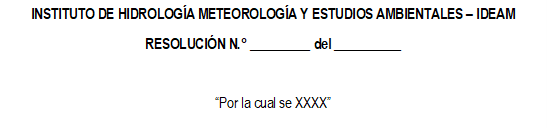 INSTITUTO DE HIDROLOGÍA METEOROLOGÍA Y ESTUDIOS AMBIENTALES – IDEAM
RESOLUCIÓN N.º _________ del __________
“Por la cual se XXXX”